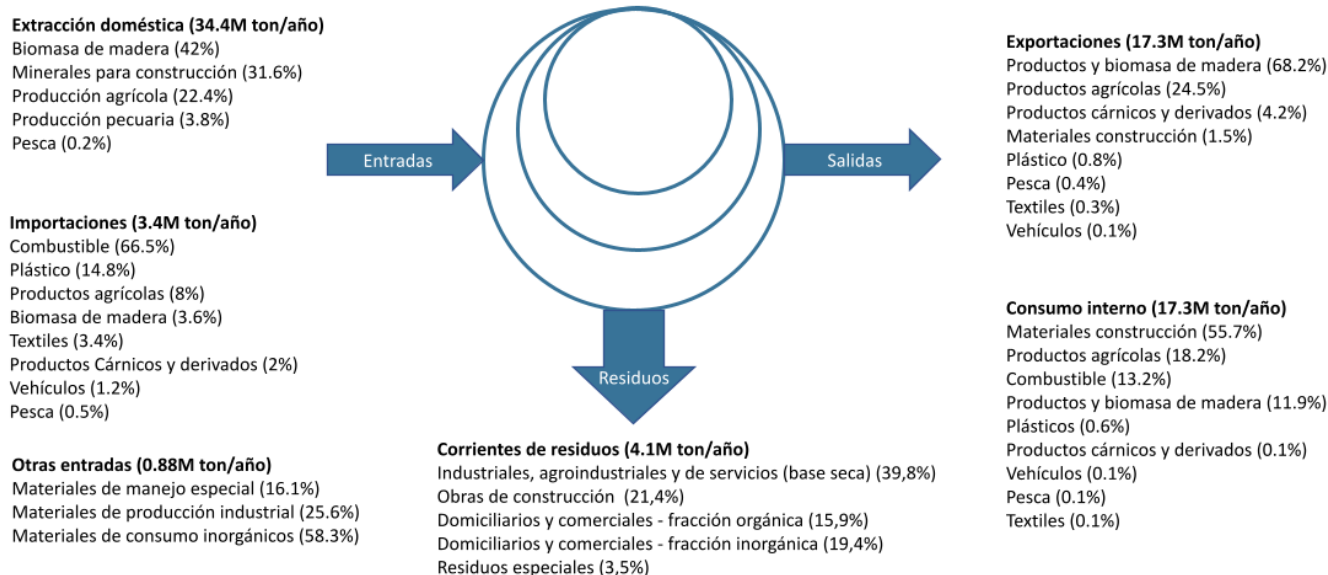 Extracción doméstica (34.4M ton/año)
Biomasa de madera (42%)
Minerales para construcción (31.6%)
Producción agrícola (22.4%)
Producción pecuaria (3.8%)
Pesca (0.2%)
Importaciones (3.4M ton/año)
Combustible (66.5%)
Plástico (14.8%)
Productos agrícolas (8%)
Biomasa de madera (3.6%)
Textiles (3.4%)
Productos Cárnicos y derivados (2%)
Vehículos (1.2%)
Pesca (0.5%)
Otras entradas (0.88M ton/año)
Materiales de manejo especial (16.1%)
Materiales de producción industrial (25.6%)
Materiales de consumo inorgánicos (58.3%)
Entradas
Salidas
Residuos
Corrientes de residuos (4.1M ton/año)
Industriales, agroindustriales y de servicios (base seca) (39,8%)
Obras de construcción (21,4%)
Domiciliarios y comerciales - fracción orgánica (15,9%)
Domiciliarios y comerciales - fracción inorgánica (19,4%)
Residuos especiales (3,5%)
Exportaciones (17.3M ton/año)
Productos y biomasa de madera (68.2%)
Productos agrícolas (24.5%)
Productos cárnicos y derivados (4.2%)
Materiales construcción (1.5%)
Plástico (0.8%)
Pesca (0.4%)
Textiles (0.3%)
Vehículos (0.1%)
Consumo interno (17.3M ton/año)
Materiales construcción (55.7%)
Productos agrícolas (18.2%)
Combustible (13.2%)
Productos y biomasa de madera (11.9%)
Plásticos (0.6%)
Productos cárnicos y derivados (0.1%)
Vehículos (0.1%)
Pesca (0.1%)
Textiles (0.1%)